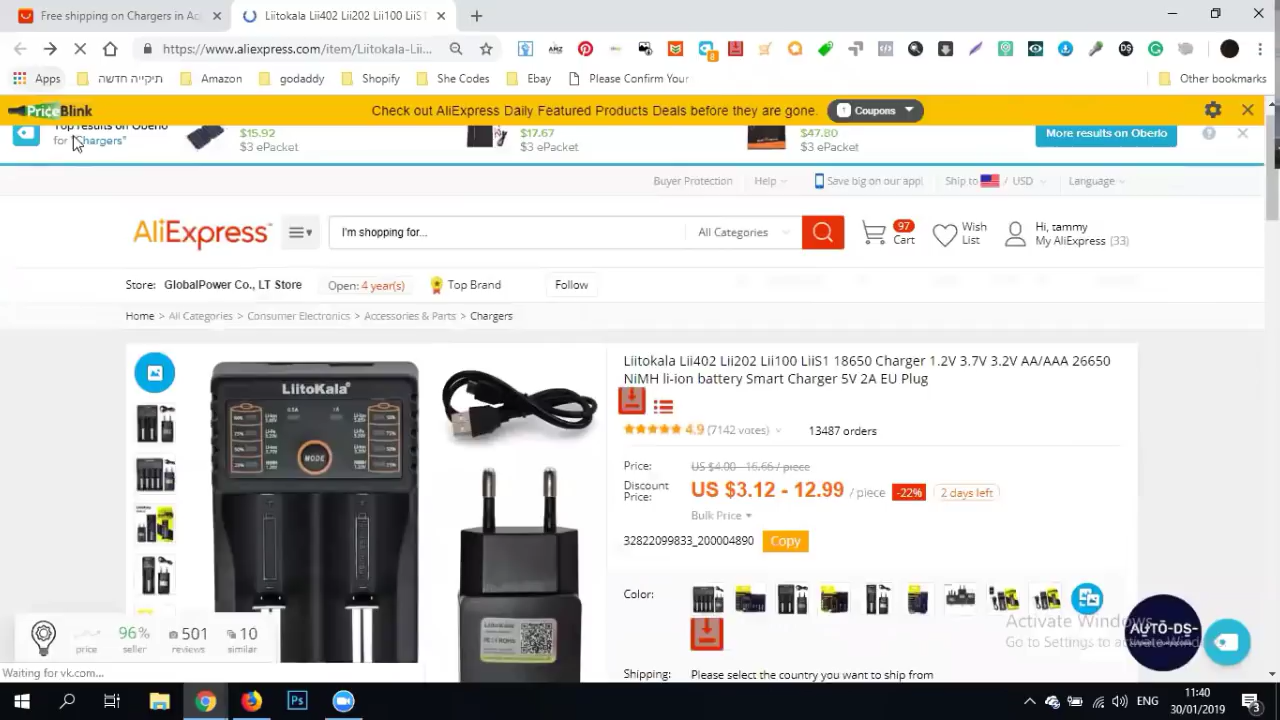 Free shipping on Chargers in Ac
Liitokala Lii402 Lii202 Lii100 LiiS1
https://www.aliexpress.com/item/Liitokala-Lii...
8
Apps
תיקייה חדשה
Amazon
godaddy
Shopify
She Codes
Ebay
Please Confirm Your
Other bookmarks
PriceBlink
Check out AliExpress Daily Featured Products Deals before they are gone.
Coupons
Top results on Oberlo
for "Chargers"
$15.92
$3 ePacket
$17.67
$3 ePacket
$47.80
$3 ePacket
More results on Oberlo
Buyer Protection
Help
Save big on our app!
Ship to / USD
Language
AliExpress
I'm shopping for...
All Categories
97
Cart
Wish
List
Hi, tammy
My AliExpress (33)
Store: GlobalPower Co., LT Store
Open: 4 year(s)
Top Brand
Follow
Home > All Categories > Consumer Electronics > Accessories & Parts > Chargers
LiitoKala
MODE
Liitokala Lii402 Lii202 Lii100 LiiS1 18650 Charger 1.2V 3.7V 3.2V AA/AAA 26650
NiMH li-ion battery Smart Charger 5V 2A EU Plug
4.9 (7142 votes)
13487 orders
Price: US $4.00 - 16.66 / piece
Discount
Price:
US $3.12 - 12.99 / piece
-22%
2 days left
Bulk Price
32822099833_200004890
Copy
Color:
Activate Windows
Go to Settings to activate Win
AUTO-DS-
Shipping: Please select the country you want to ship from
price
96%
seller
501
reviews
10
similar
Waiting for vk.com...
Ps
ENG
11:40
30/01/2019
3